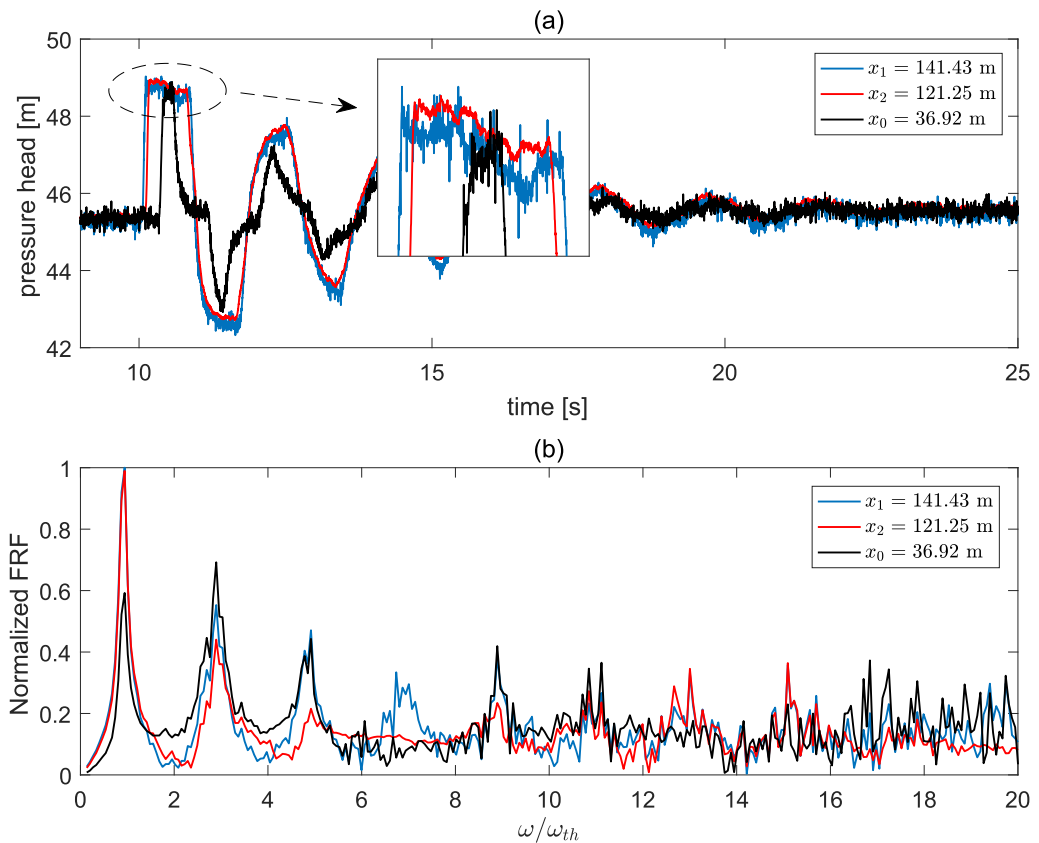 (a)
pressure head [m]
50
48
46
44
42
x₁ = 141.43 m
x₂ = 121.25 m
x₀ = 36.92 m
10
15
20
25
time [s]
(b)
Normalized FRF
1
0.8
0.6
0.4
0.2
0
x₁ = 141.43 m
x₂ = 121.25 m
x₀ = 36.92 m
0
2
4
6
8
10
12
14
16
18
20
ω/ωₜₕ